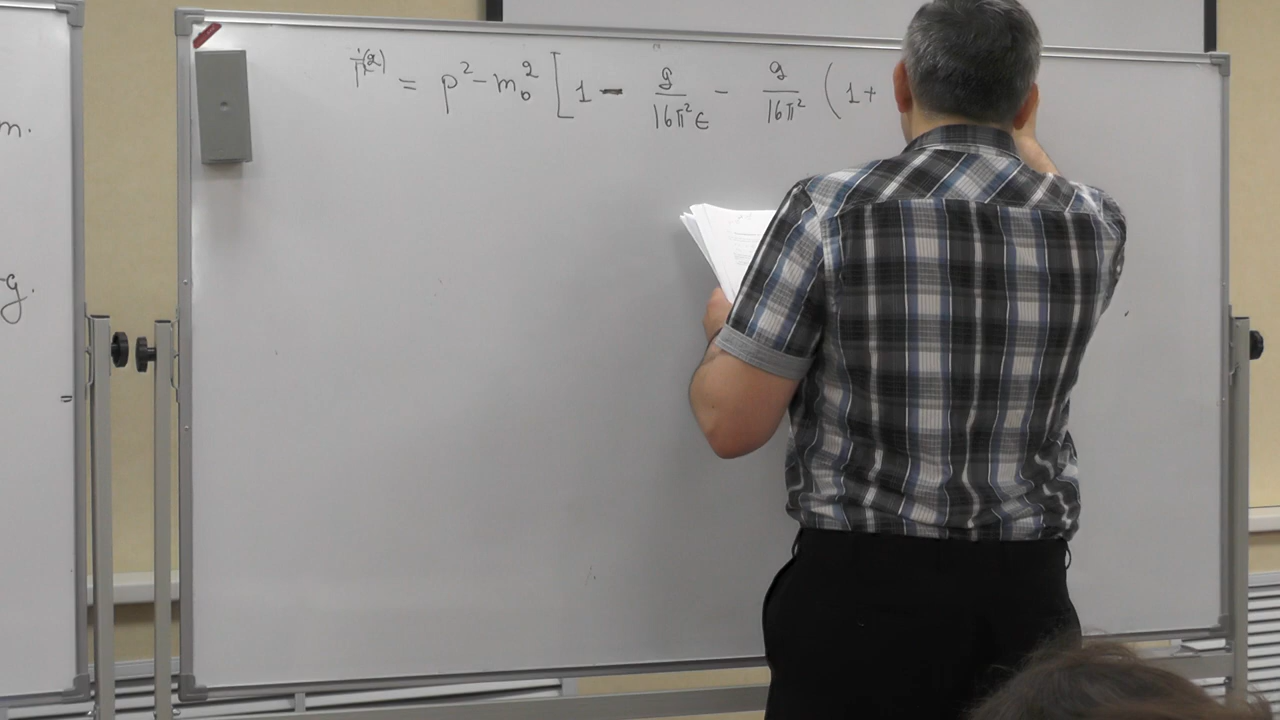 m.
g.
Γ⁽²⁾ = p² - m₀² [1 - g/16π²ε - g/16π² (1+